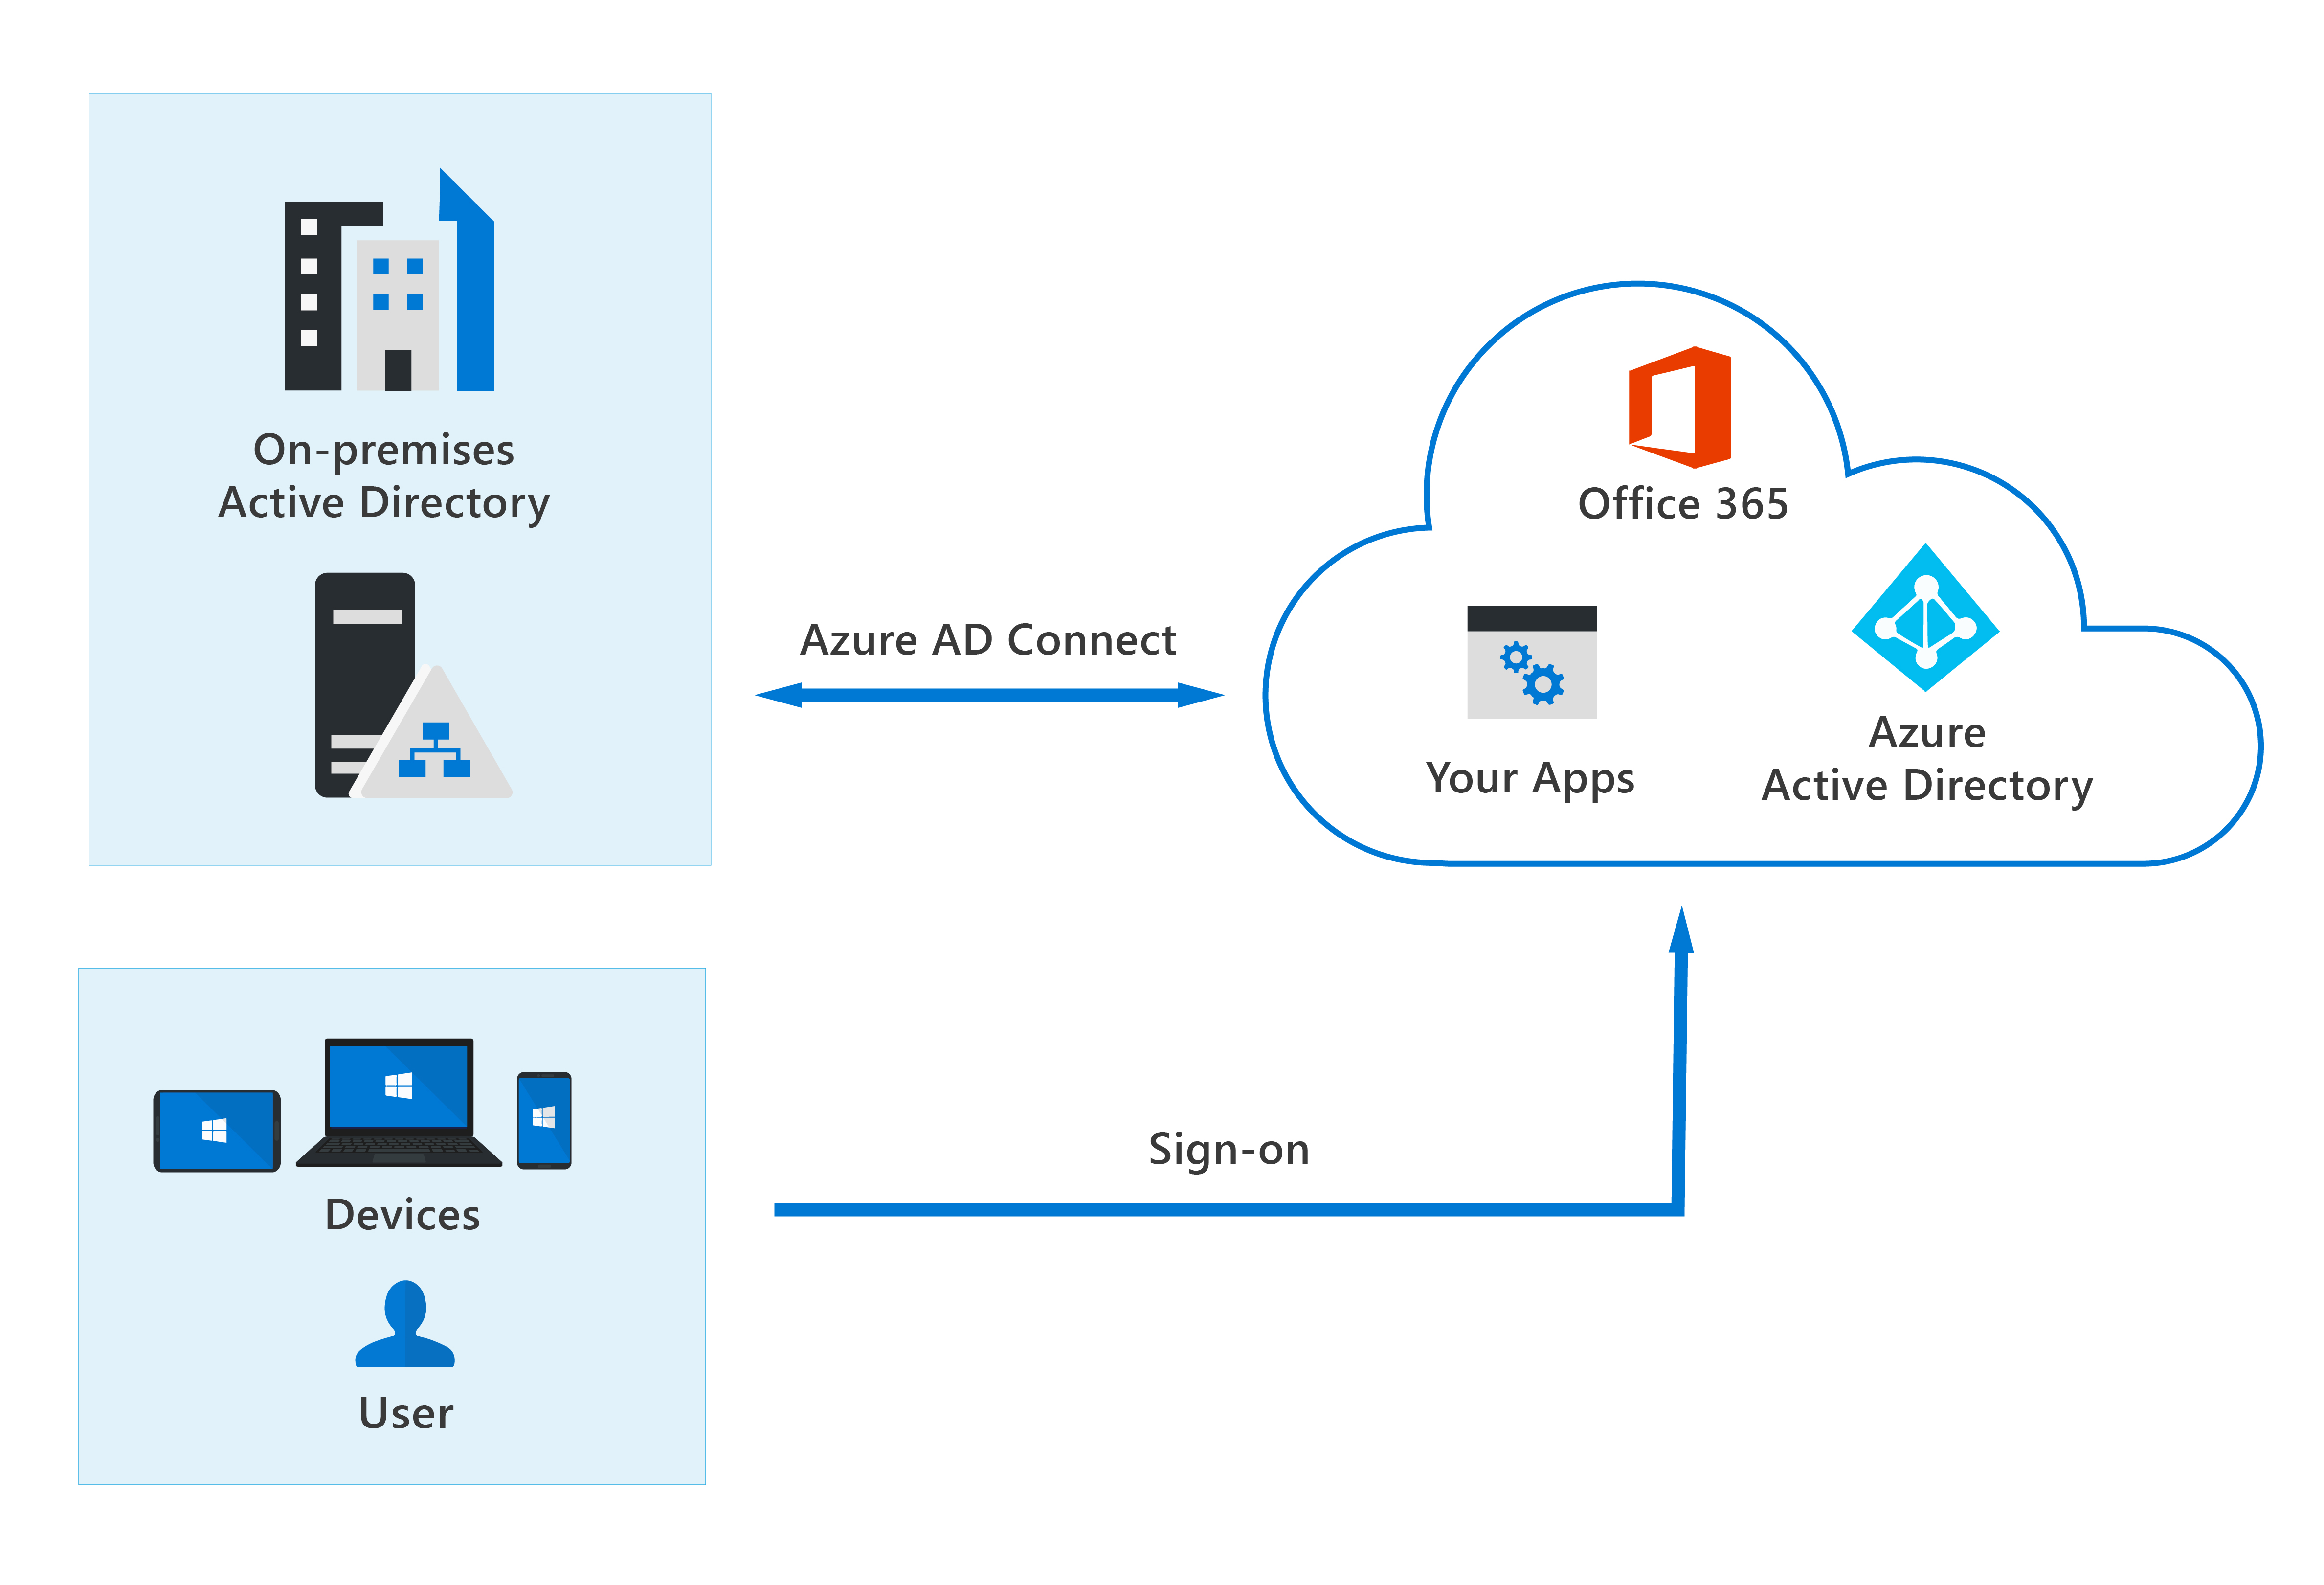 On-premises
Active Directory
Azure AD Connect
Office 365
Your Apps
Azure
Active Directory
Devices
User
Sign-on